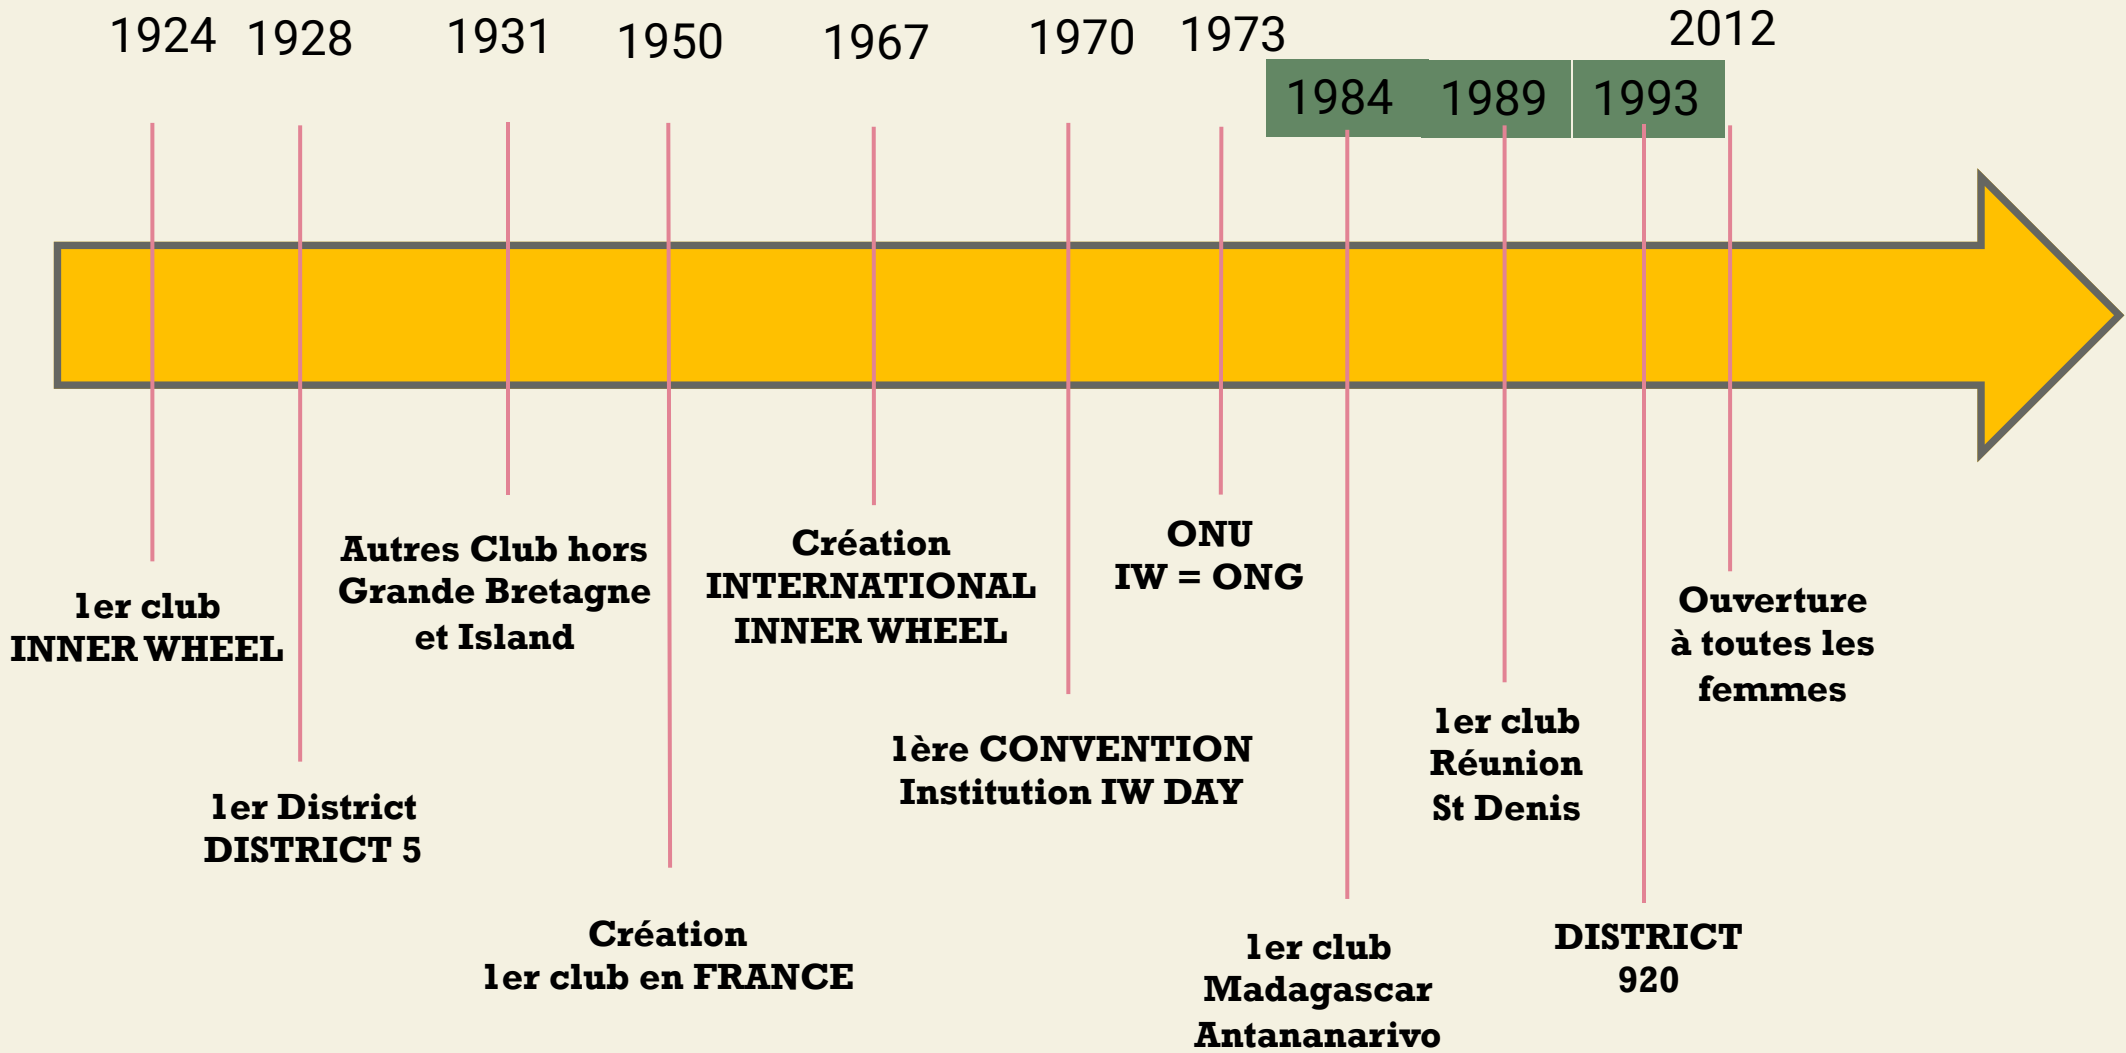 1924
1928
1931
1950
1967
1970
1973
1984
1989
1993
2012
1er club
INNER WHEEL
1er District
DISTRICT 5
Autres Club hors
Grande Bretagne
et Island
Création
1er club en FRANCE
Création
INTERNATIONAL
INNER WHEEL
1ère CONVENTION
Institution IW DAY
ONU
IW = ONG
1er club
Madagascar
Antananarivo
1er club
Réunion
St Denis
DISTRICT
920
Ouverture
à toutes les
femmes